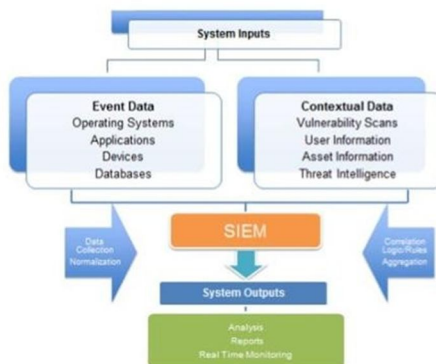 System Inputs
Event Data
Operating Systems
Applications
Devices
Databases
Contextual Data
Vulnerability Scans
User Information
Asset Information
Threat Intelligence
SIEM
Data
Collection
Normalization
Correlation
Logic/Rules
Aggregation
System Outputs
Analysis
Reports
Real Time Monitoring